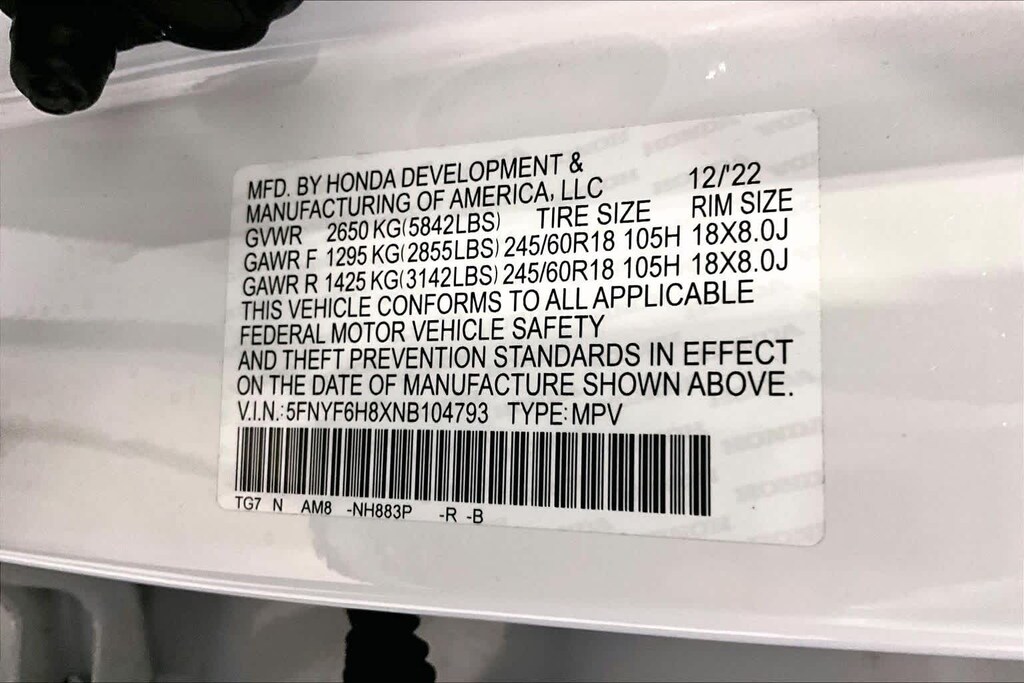 MFD. BY HONDA DEVELOPMENT &
MANUFACTURING OF AMERICA, LLC 12/'22
GVWR 2650 KG(5842LBS) TIRE SIZE RIM SIZE
GAWR F 1295 KG(2855LBS) 245/60R18 105H 18X8.0J
GAWR R 1425 KG(3142LBS) 245/60R18 105H 18X8.0J
THIS VEHICLE CONFORMS TO ALL APPLICABLE
FEDERAL MOTOR VEHICLE SAFETY
AND THEFT PREVENTION STANDARDS IN EFFECT
ON THE DATE OF MANUFACTURE SHOWN ABOVE.
V.I.N.:5FNYF6H8XNB104793 TYPE:MPV
TG7 N AM8 -NH883P -R -B